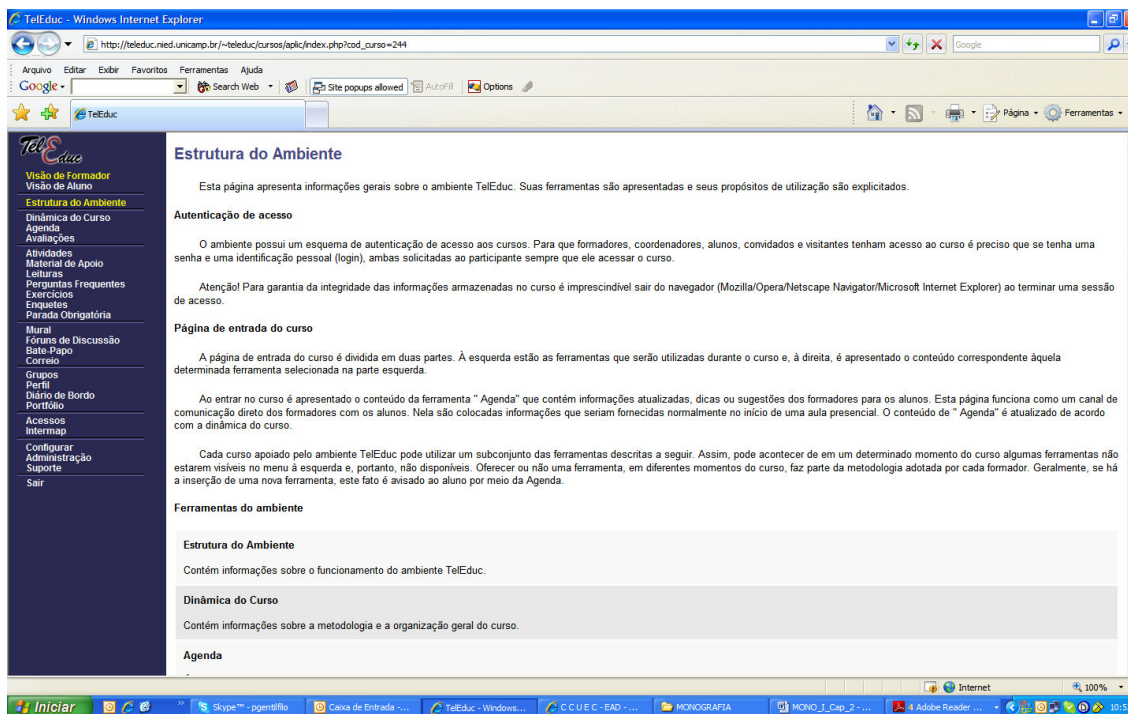 TelEduc - Windows Internet Explorer
http://teleduc.nied.unicamp.br/~teleduc/cursos/aplic/index.php?cod_curso=244
Google
Arquivo Editar Exibir Favoritos Ferramentas Ajuda
Google
Search Web
Site popups allowed
AutoFill
Options
TelEduc
Página
Ferramentas
TelEduc
Visão de Formador
Visão de Aluno
Estrutura do Ambiente
Dinâmica do Curso
Agenda
Avaliações
Atividades
Material de Apoio
Leituras
Perguntas Frequentes
Exercícios
Enquetes
Parada Obrigatória
Mural
Fóruns de Discussão
Bate-Papo
Correio
Grupos
Perfil
Diário de Bordo
Portfólio
Acessos
Intermap
Configurar
Administração
Suporte
Sair
Estrutura do Ambiente
Esta página apresenta informações gerais sobre o ambiente TelEduc. Suas ferramentas são apresentadas e seus propósitos de utilização são explicitados.
Autenticação de acesso
O ambiente possui um esquema de autenticação de acesso aos cursos. Para que formadores, coordenadores, alunos, convidados e visitantes tenham acesso ao curso é preciso que se tenha uma
senha e uma identificação pessoal (login), ambas solicitadas ao participante sempre que ele acessar o curso.
Atenção! Para garantia da integridade das informações armazenadas no curso é imprescindível sair do navegador (Mozilla/Opera/Netscape Navigator/Microsoft Internet Explorer) ao terminar uma sessão
de acesso.
Página de entrada do curso
A página de entrada do curso é dividida em duas partes. À esquerda estão as ferramentas que serão utilizadas durante o curso e, à direita, é apresentado o conteúdo correspondente àquela
determinada ferramenta selecionada na parte esquerda.
Ao entrar no curso é apresentado o conteúdo da ferramenta " Agenda" que contém informações atualizadas, dicas ou sugestões dos formadores para os alunos. Esta página funciona como um canal de
comunicação direto dos formadores com os alunos. Nela são colocadas informações que seriam fornecidas normalmente no início de uma aula presencial. O conteúdo de " Agenda" é atualizado de acordo
com a dinâmica do curso.
Cada curso apoiado pelo ambiente TelEduc pode utilizar um subconjunto das ferramentas descritas a seguir. Assim, pode acontecer de em um determinado momento do curso algumas ferramentas não
estarem visíveis no menu à esquerda e, portanto, não disponíveis. Oferecer ou não uma ferramenta, em diferentes momentos do curso, faz parte da metodologia adotada por cada formador. Geralmente, se há
a inserção de uma nova ferramenta, este fato é avisado ao aluno por meio da Agenda.
Ferramentas do ambiente
Estrutura do Ambiente
Contém informações sobre o funcionamento do ambiente TelEduc.
Dinâmica do Curso
Contém informações sobre a metodologia e a organização geral do curso.
Agenda
Internet
100%
Iniciar
Skype™ - pgentilfilo
Caixa de Entrada -...
TelEduc - Windows...
C C U E C - EAD - ...
MONOGRAFIA
MONO_I_Cap_2 - ...
4 Adobe Reader ...